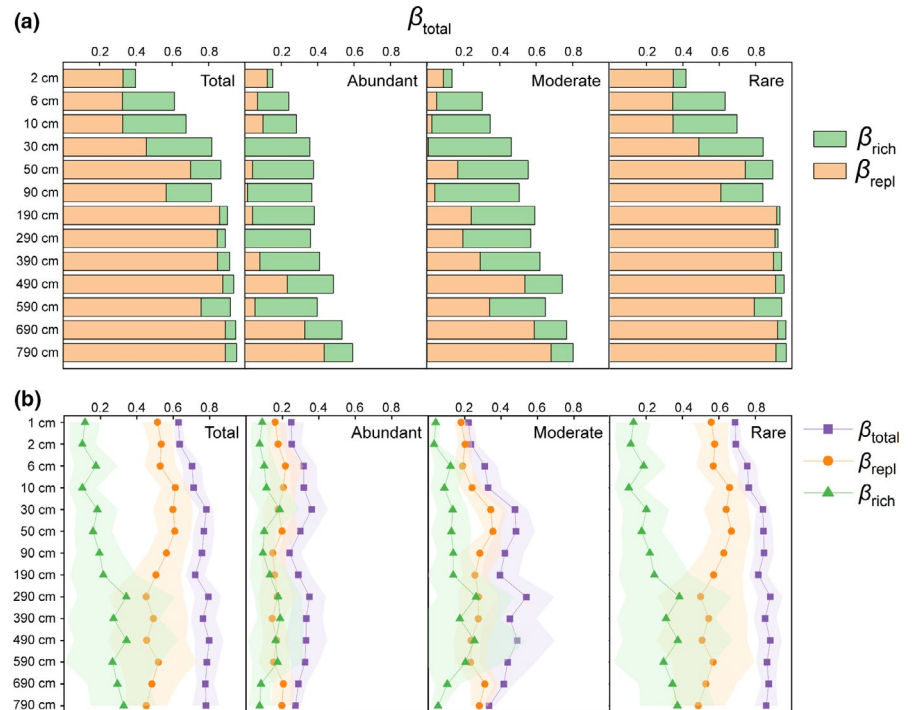 (a)
βtotal
0.2 0.4 0.6 0.8 0.2 0.4 0.6 0.8 0.2 0.4 0.6 0.8 0.2 0.4 0.6 0.8
Total Abundant Moderate Rare
2 cm
6 cm
10 cm
30 cm
50 cm
90 cm
190 cm
290 cm
390 cm
490 cm
590 cm
690 cm
790 cm
βrich
βrepl
(b)
0.2 0.4 0.6 0.8 0.2 0.4 0.6 0.8 0.2 0.4 0.6 0.8 0.2 0.4 0.6 0.8
Total Abundant Moderate Rare
1 cm
2 cm
6 cm
10 cm
30 cm
50 cm
90 cm
190 cm
290 cm
390 cm
490 cm
590 cm
690 cm
790 cm
βtotal
βrepl
βrich